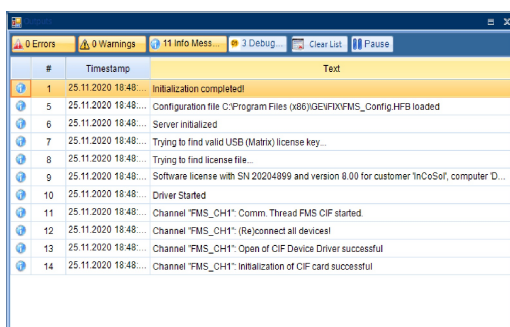 Outputs
0 Errors 0 Warnings 11 Info Mess... 3 Debug... Clear List Pause
# Timestamp Text
1 25.11.2020 18:48:... Initialization completed!
5 25.11.2020 18:48:... Configuration file C:\Program Files (x86)\GE\iFIX\FMS_Config.HFB loaded
6 25.11.2020 18:48:... Server initialized
7 25.11.2020 18:48:... Trying to find valid USB (Matrix) license key...
8 25.11.2020 18:48:... Trying to find license file...
9 25.11.2020 18:48:... Software license with SN 20204899 and version 8.00 for customer 'InCoSol', computer 'D...
10 25.11.2020 18:48:... Driver Started
11 25.11.2020 18:48:... Channel "FMS_CH1": Comm. Thread FMS CIF started.
12 25.11.2020 18:48:... Channel "FMS_CH1": (Re)connect all devices!
13 25.11.2020 18:48:... Channel "FMS_CH1": Open of CIF Device Driver successful
14 25.11.2020 18:48:... Channel "FMS_CH1": Initialization of CIF card successful